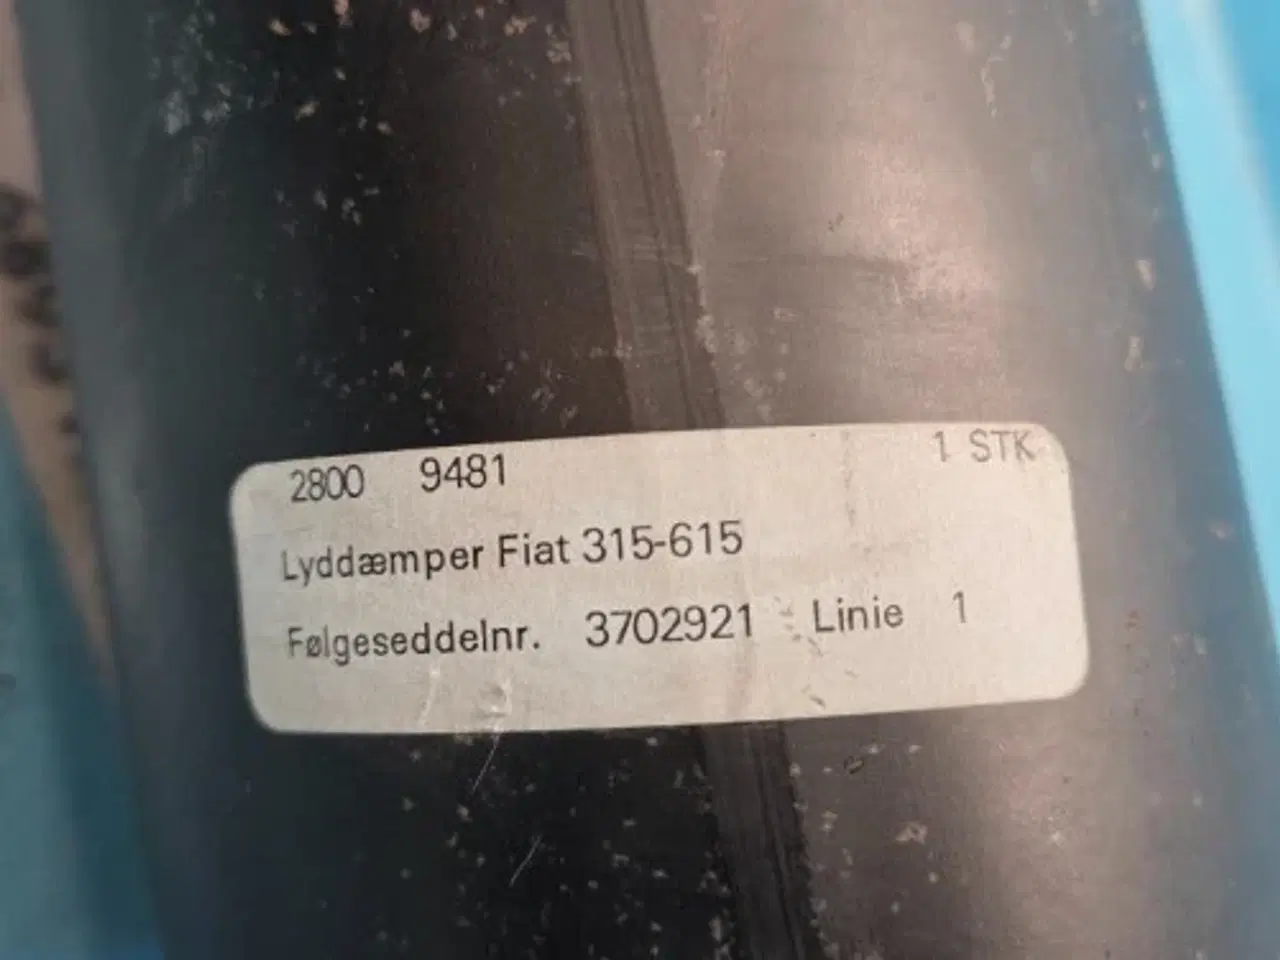 2800 9481 1 STK
Lyddæmper Fiat 315-615
Følgeseddelnr. 3702921 Linie 1